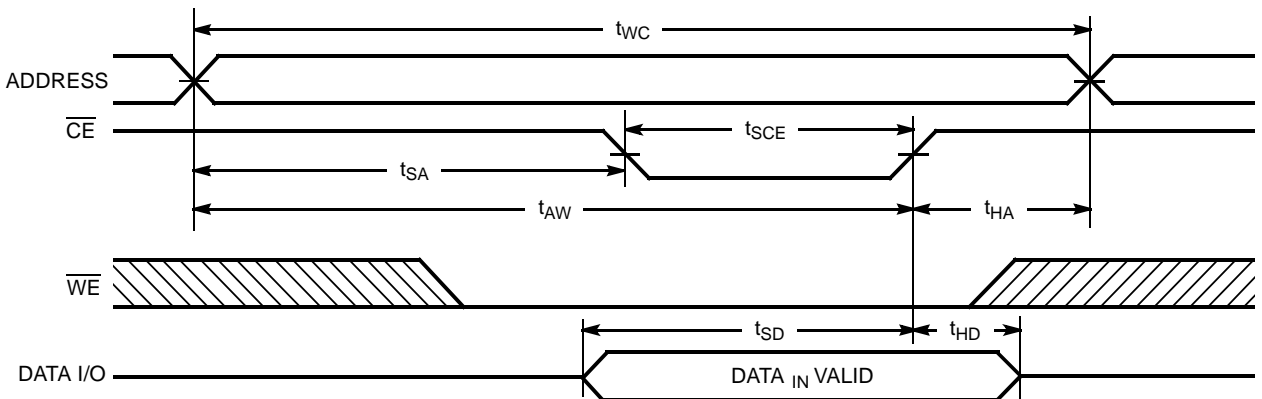 tWC
ADDRESS
CE
tSCE
tSA
tAW
tHA
WE
tSD
tHD
DATA I/O
DATA IN VALID